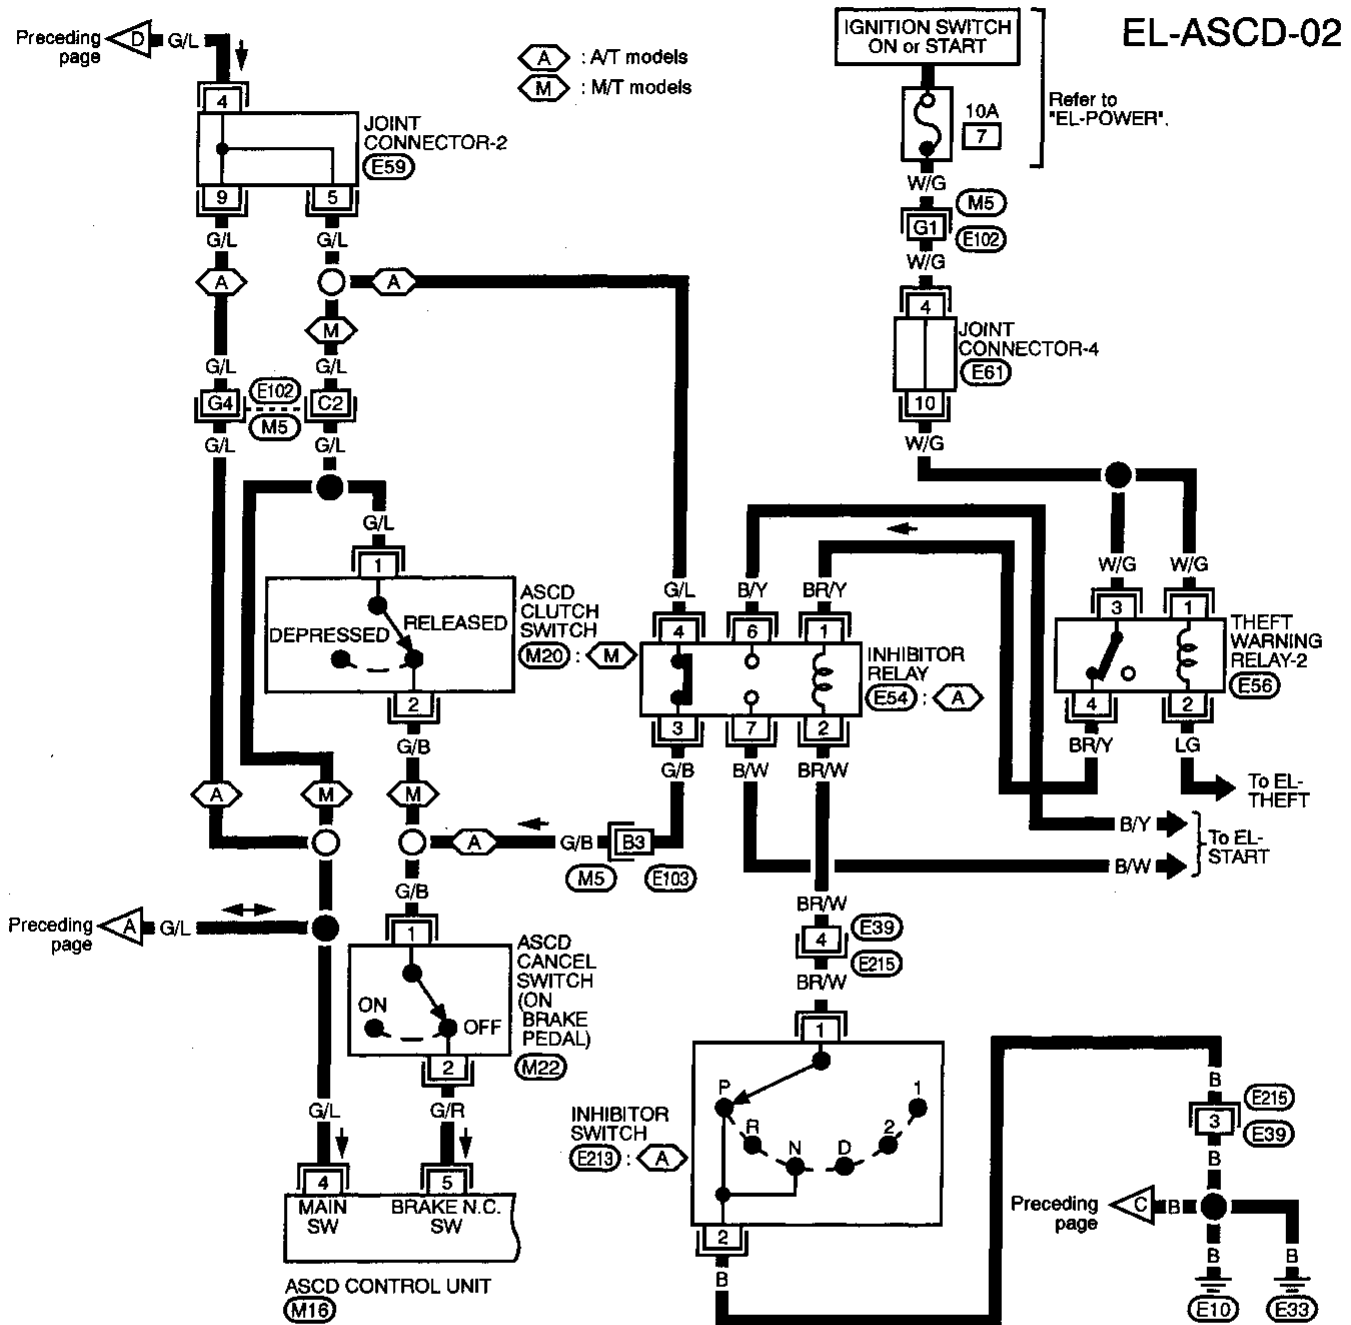 EL-ASCD-02
Preceding
page
D
G/L
A
: A/T models
M
: M/T models
IGNITION SWITCH
ON or START
10A
7
Refer to
"EL-POWER".
W/G
M5
G1
E102
W/G
4
JOINT
CONNECTOR-2
E59
9
5
G/L
G/L
A
A
M
G/L
G/L
G4
E102
C2
M5
G/L
G/L
4
JOINT
CONNECTOR-4
E61
10
W/G
G/L
1
DEPRESSED
RELEASED
ASCD
CLUTCH
SWITCH
M20
:
M
2
G/B
G/L
B/Y
BR/Y
4
6
1
INHIBITOR
RELAY
E54
:
A
3
7
2
G/B
B/W
BR/W
W/G
W/G
3
1
THEFT
WARNING
RELAY-2
E56
4
2
BR/Y
LG
To EL-
THEFT
B/Y
To EL-
START
B/W
A
M
M
A
G/B
B3
M5
E103
G/B
Preceding
page
A
G/L
1
ON
OFF
ASCD
CANCEL
SWITCH
(ON
BRAKE
PEDAL)
M22
2
G/L
G/R
4
5
MAIN
SW
BRAKE N.C.
SW
ASCD CONTROL UNIT
M16
BR/W
4
E39
E215
BR/W
1
P
R
N
D
2
1
INHIBITOR
SWITCH
E213
:
A
2
B
B
E215
3
E39
B
Preceding
page
C
B
B
B
E10
E33